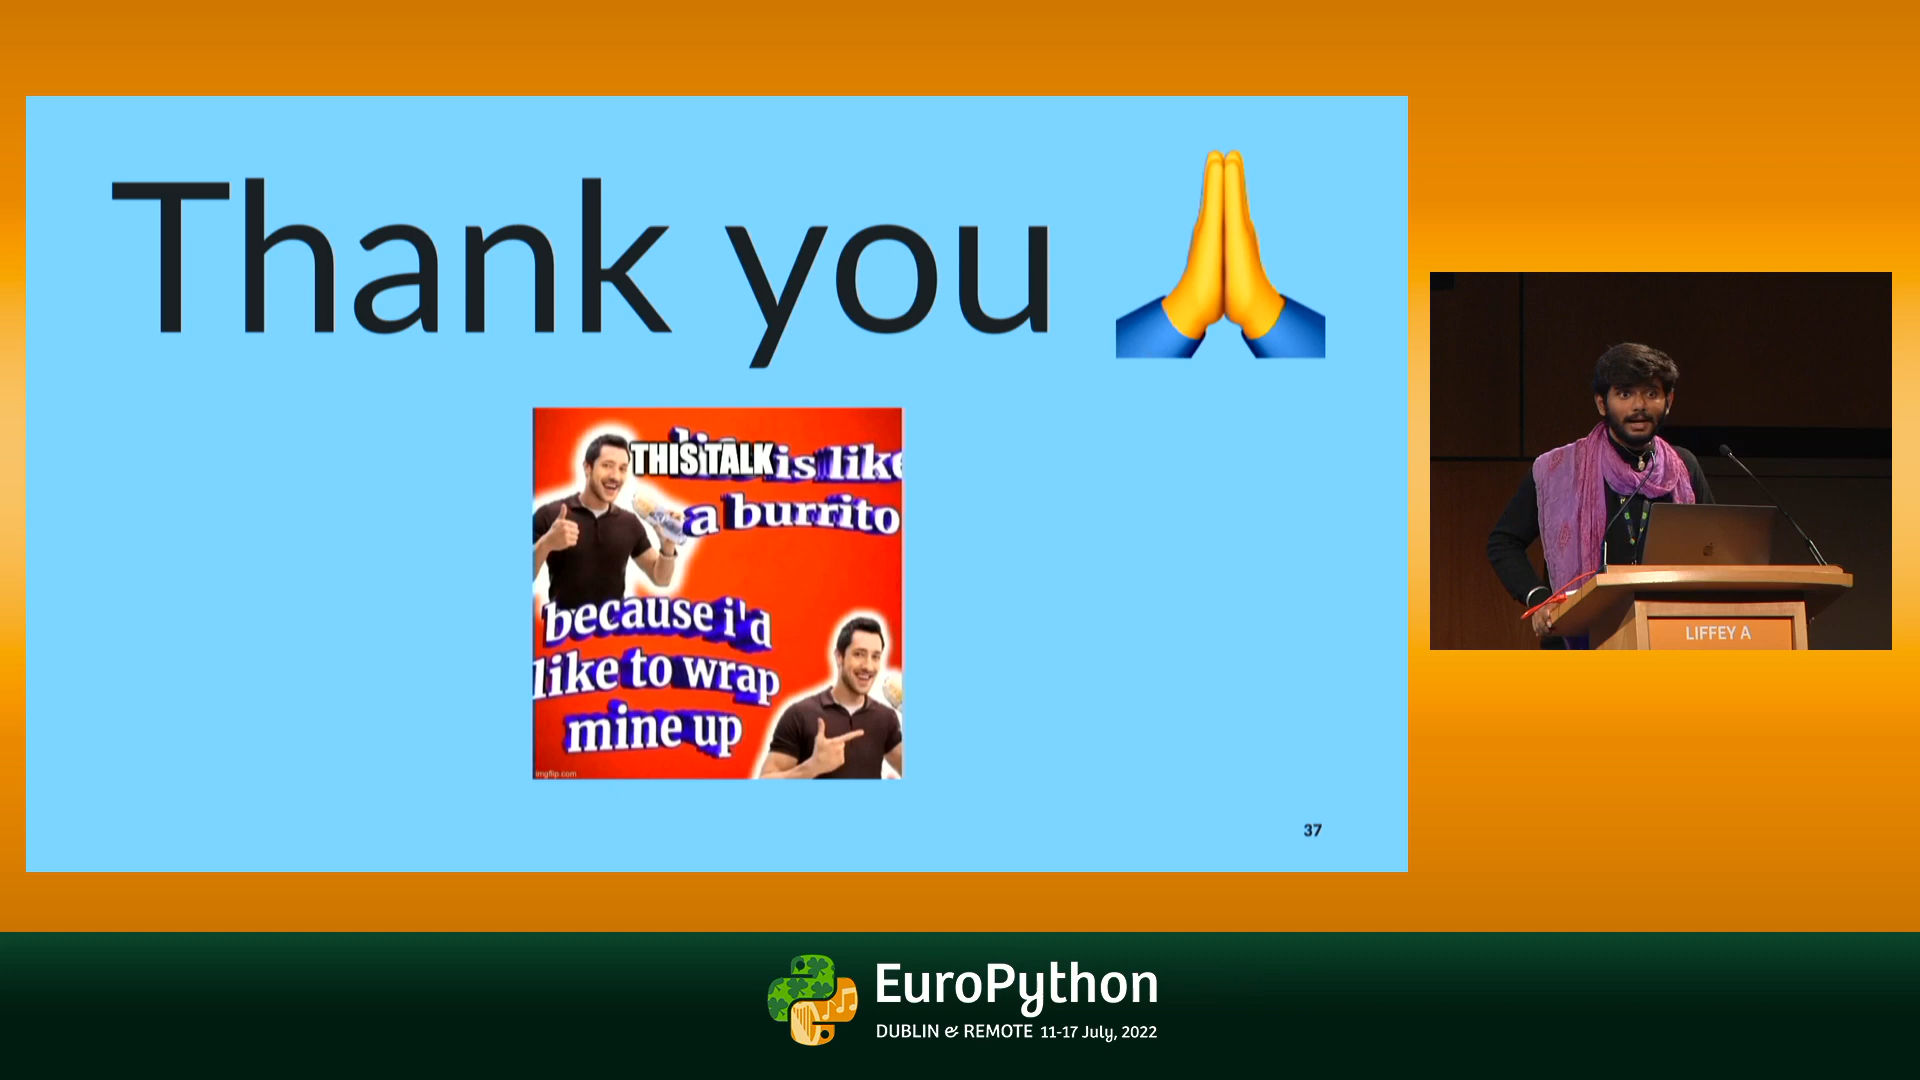 Thank you
THIS TALK is like
a burrito
because i'd
like to wrap
mine up
imgflip.com
37
LIFFEY A
EuroPython
DUBLIN & REMOTE 11-17 July, 2022